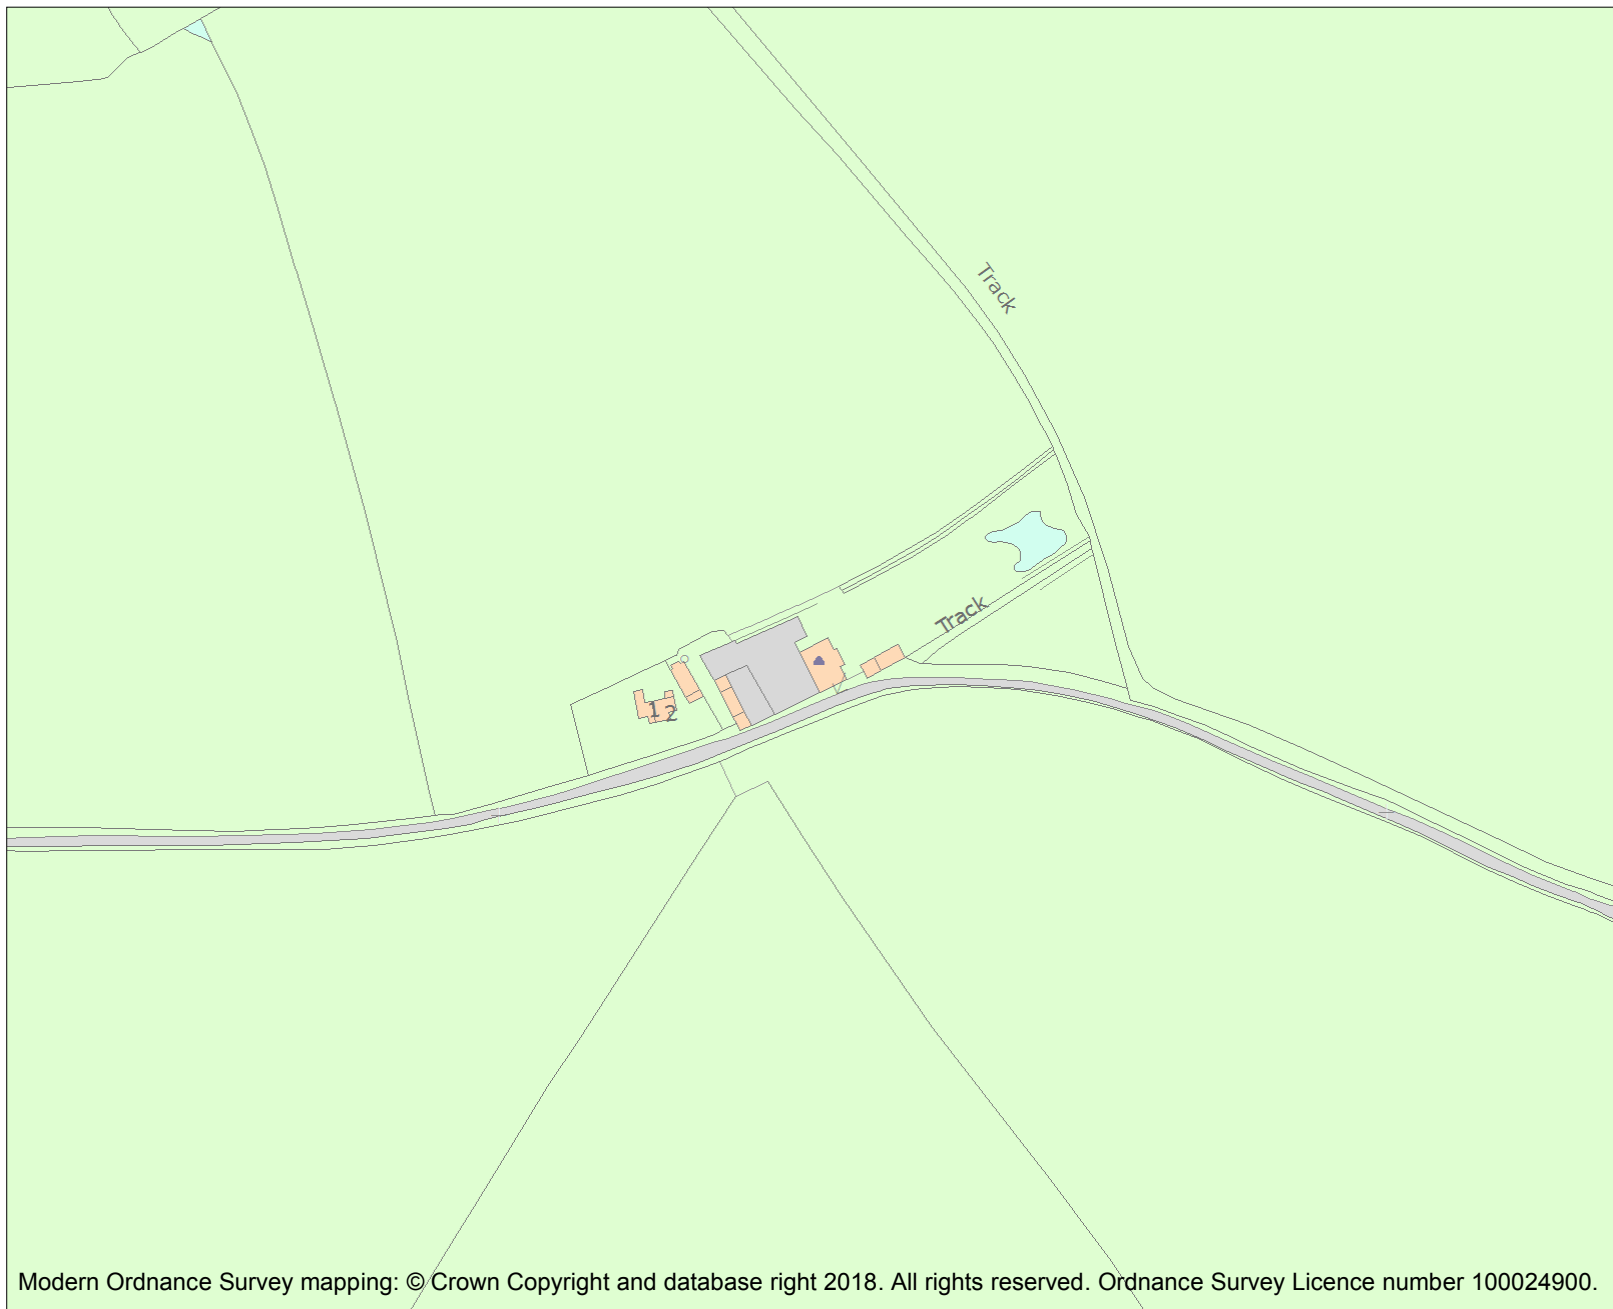 Track
Track
1
2
Modern Ordnance Survey mapping: © Crown Copyright and database right 2018. All rights reserved. Ordnance Survey Licence number 100024900.